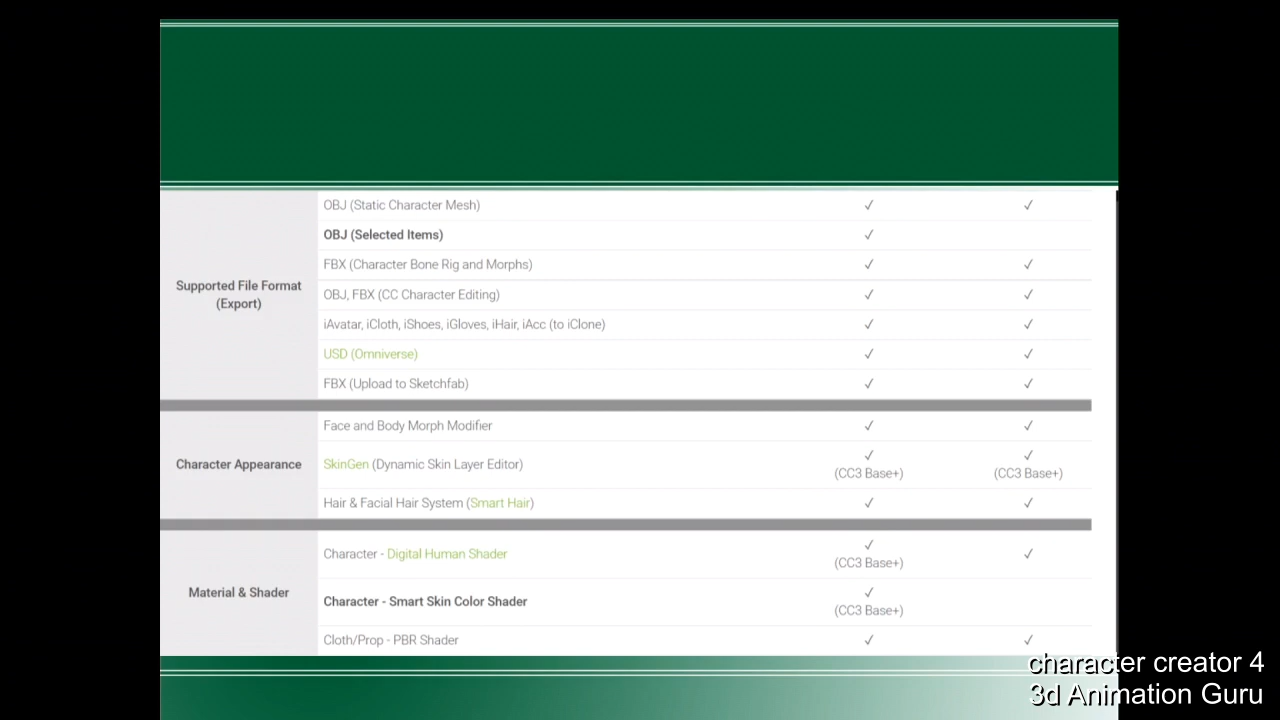 OBJ (Static Character Mesh) ✓ ✓
OBJ (Selected Items) ✓
FBX (Character Bone Rig and Morphs) ✓ ✓
Supported File Format
(Export)
OBJ, FBX (CC Character Editing) ✓ ✓
iAvatar, iCloth, iShoes, iGloves, iHair, iAcc (to iClone) ✓ ✓
USD (Omniverse) ✓ ✓
FBX (Upload to Sketchfab) ✓ ✓
Face and Body Morph Modifier ✓ ✓
Character Appearance
SkinGen (Dynamic Skin Layer Editor) ✓ ✓
(CC3 Base+) (CC3 Base+)
Hair & Facial Hair System (Smart Hair) ✓ ✓
Character - Digital Human Shader ✓ ✓
(CC3 Base+)
Material & Shader
Character - Smart Skin Color Shader ✓
(CC3 Base+)
Cloth/Prop - PBR Shader ✓ ✓
character creator 4
3d Animation Guru